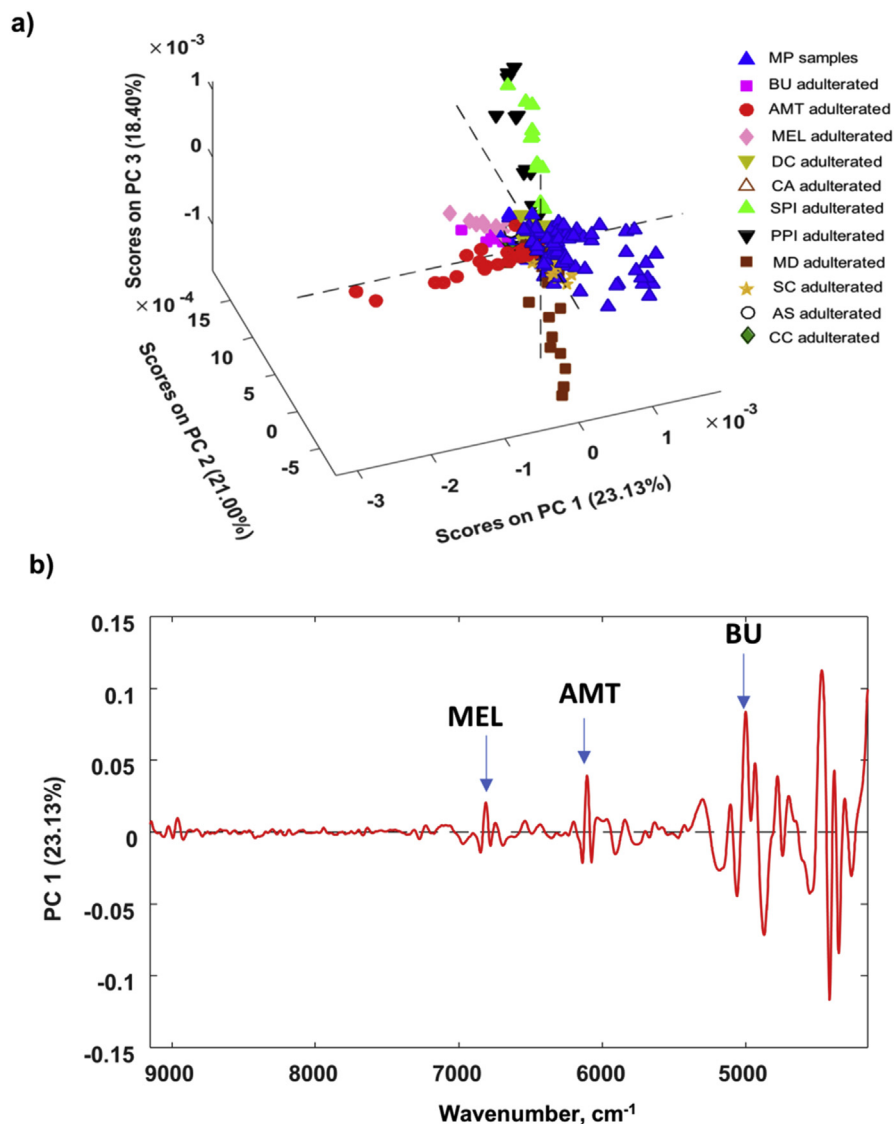 a)
× 10⁻³
1
0
-1
Scores on PC 3 (18.40%)
× 10⁻⁴
15
10
5
0
-5
Scores on PC 2 (21.00%)
-3
-2
-1
0
1
× 10⁻³
Scores on PC 1 (23.13%)
MP samples
BU adulterated
AMT adulterated
MEL adulterated
DC adulterated
CA adulterated
SPI adulterated
PPI adulterated
MD adulterated
SC adulterated
AS adulterated
CC adulterated
b)
0.15
0.1
0.05
0
-0.05
-0.1
-0.15
PC 1 (23.13%)
MEL
AMT
BU
9000
8000
7000
6000
5000
Wavenumber, cm⁻¹